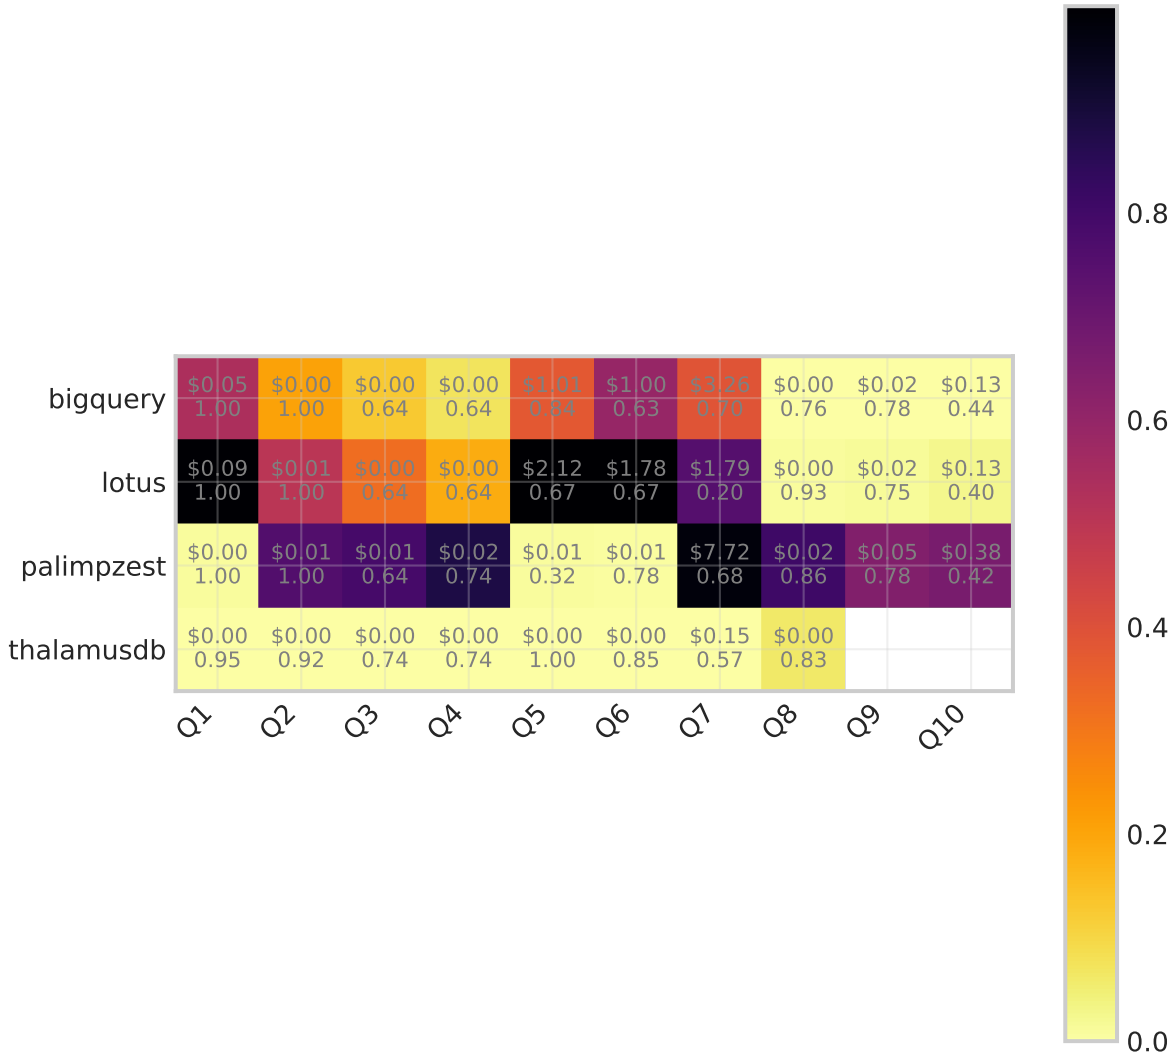 0.8
bigquery $0.05 $0.00 $0.00 $0.00 $1.01 $1.00 $3.26 $0.00 $0.02 $0.13
1.00 1.00 0.64 0.64 0.84 0.63 0.70 0.76 0.78 0.44
0.6
lotus $0.09 $0.01 $0.00 $0.00 $2.12 $1.78 $1.79 $0.00 $0.02 $0.13
1.00 1.00 0.64 0.64 0.67 0.67 0.20 0.93 0.75 0.40
palimpzest $0.00 $0.01 $0.01 $0.02 $0.01 $0.01 $7.72 $0.02 $0.05 $0.38
1.00 1.00 0.64 0.74 0.32 0.78 0.68 0.86 0.78 0.42
0.4
thalamusdb $0.00 $0.00 $0.00 $0.00 $0.00 $0.00 $0.15 $0.00
0.95 0.92 0.74 0.74 1.00 0.85 0.57 0.83
Q1 Q2 Q3 Q4 Q5 Q6 Q7 Q8 Q9 Q10
0.2
0.0